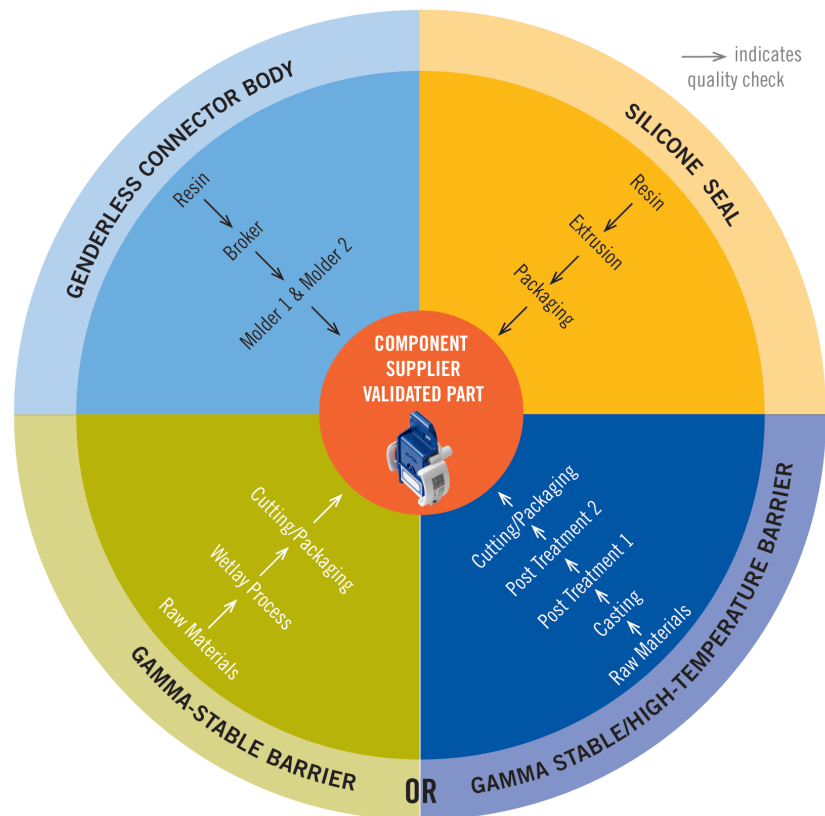 indicates
quality check
GENDERLESS CONNECTOR BODY
Resin
Broker
Molder 1 & Molder 2
SILICONE SEAL
Resin
Extrusion
Packaging
COMPONENT
SUPPLIER
VALIDATED PART
Cutting/Packaging
Wetlay Process
Raw Materials
GAMMA-STABLE BARRIER
OR
Cutting/Packaging
Post Treatment 2
Post Treatment 1
Casting
Raw Materials
GAMMA STABLE/HIGH-TEMPERATURE BARRIER